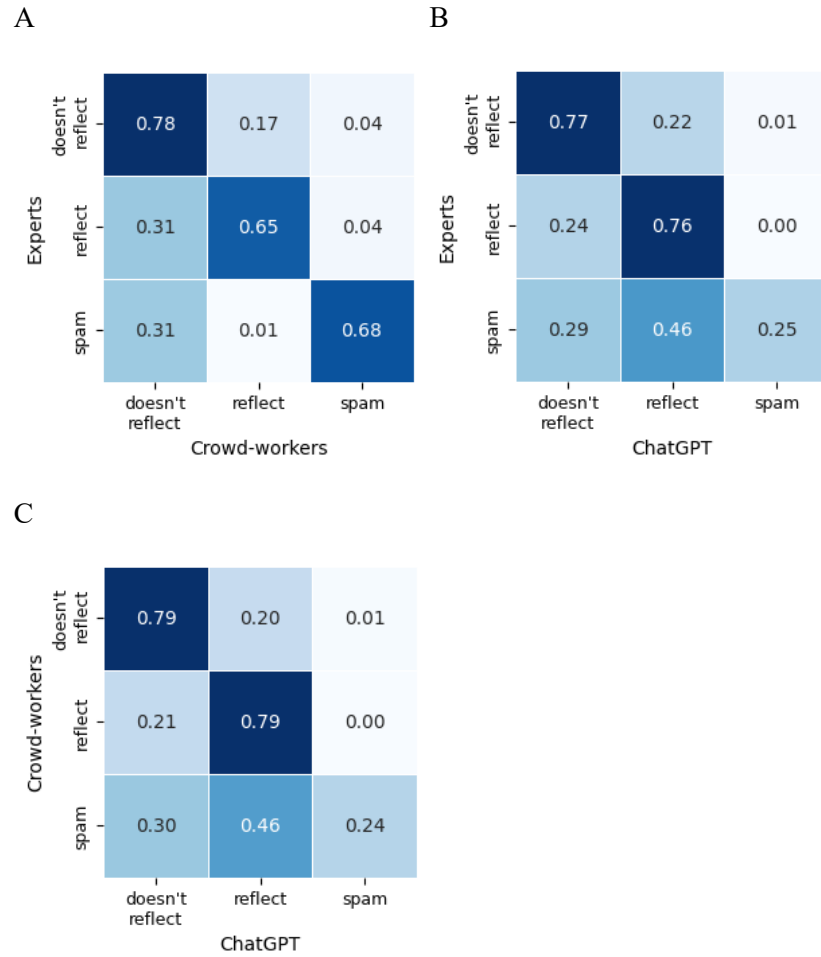 A
doesn't
reflect
0.78 0.17 0.04
Experts
reflect
0.31 0.65 0.04
spam
0.31 0.01 0.68
doesn't
reflect
reflect
spam
Crowd-workers
B
doesn't
reflect
0.77 0.22 0.01
Experts
reflect
0.24 0.76 0.00
spam
0.29 0.46 0.25
doesn't
reflect
reflect
spam
ChatGPT
C
doesn't
reflect
0.79 0.20 0.01
Crowd-workers
reflect
0.21 0.79 0.00
spam
0.30 0.46 0.24
doesn't
reflect
reflect
spam
ChatGPT